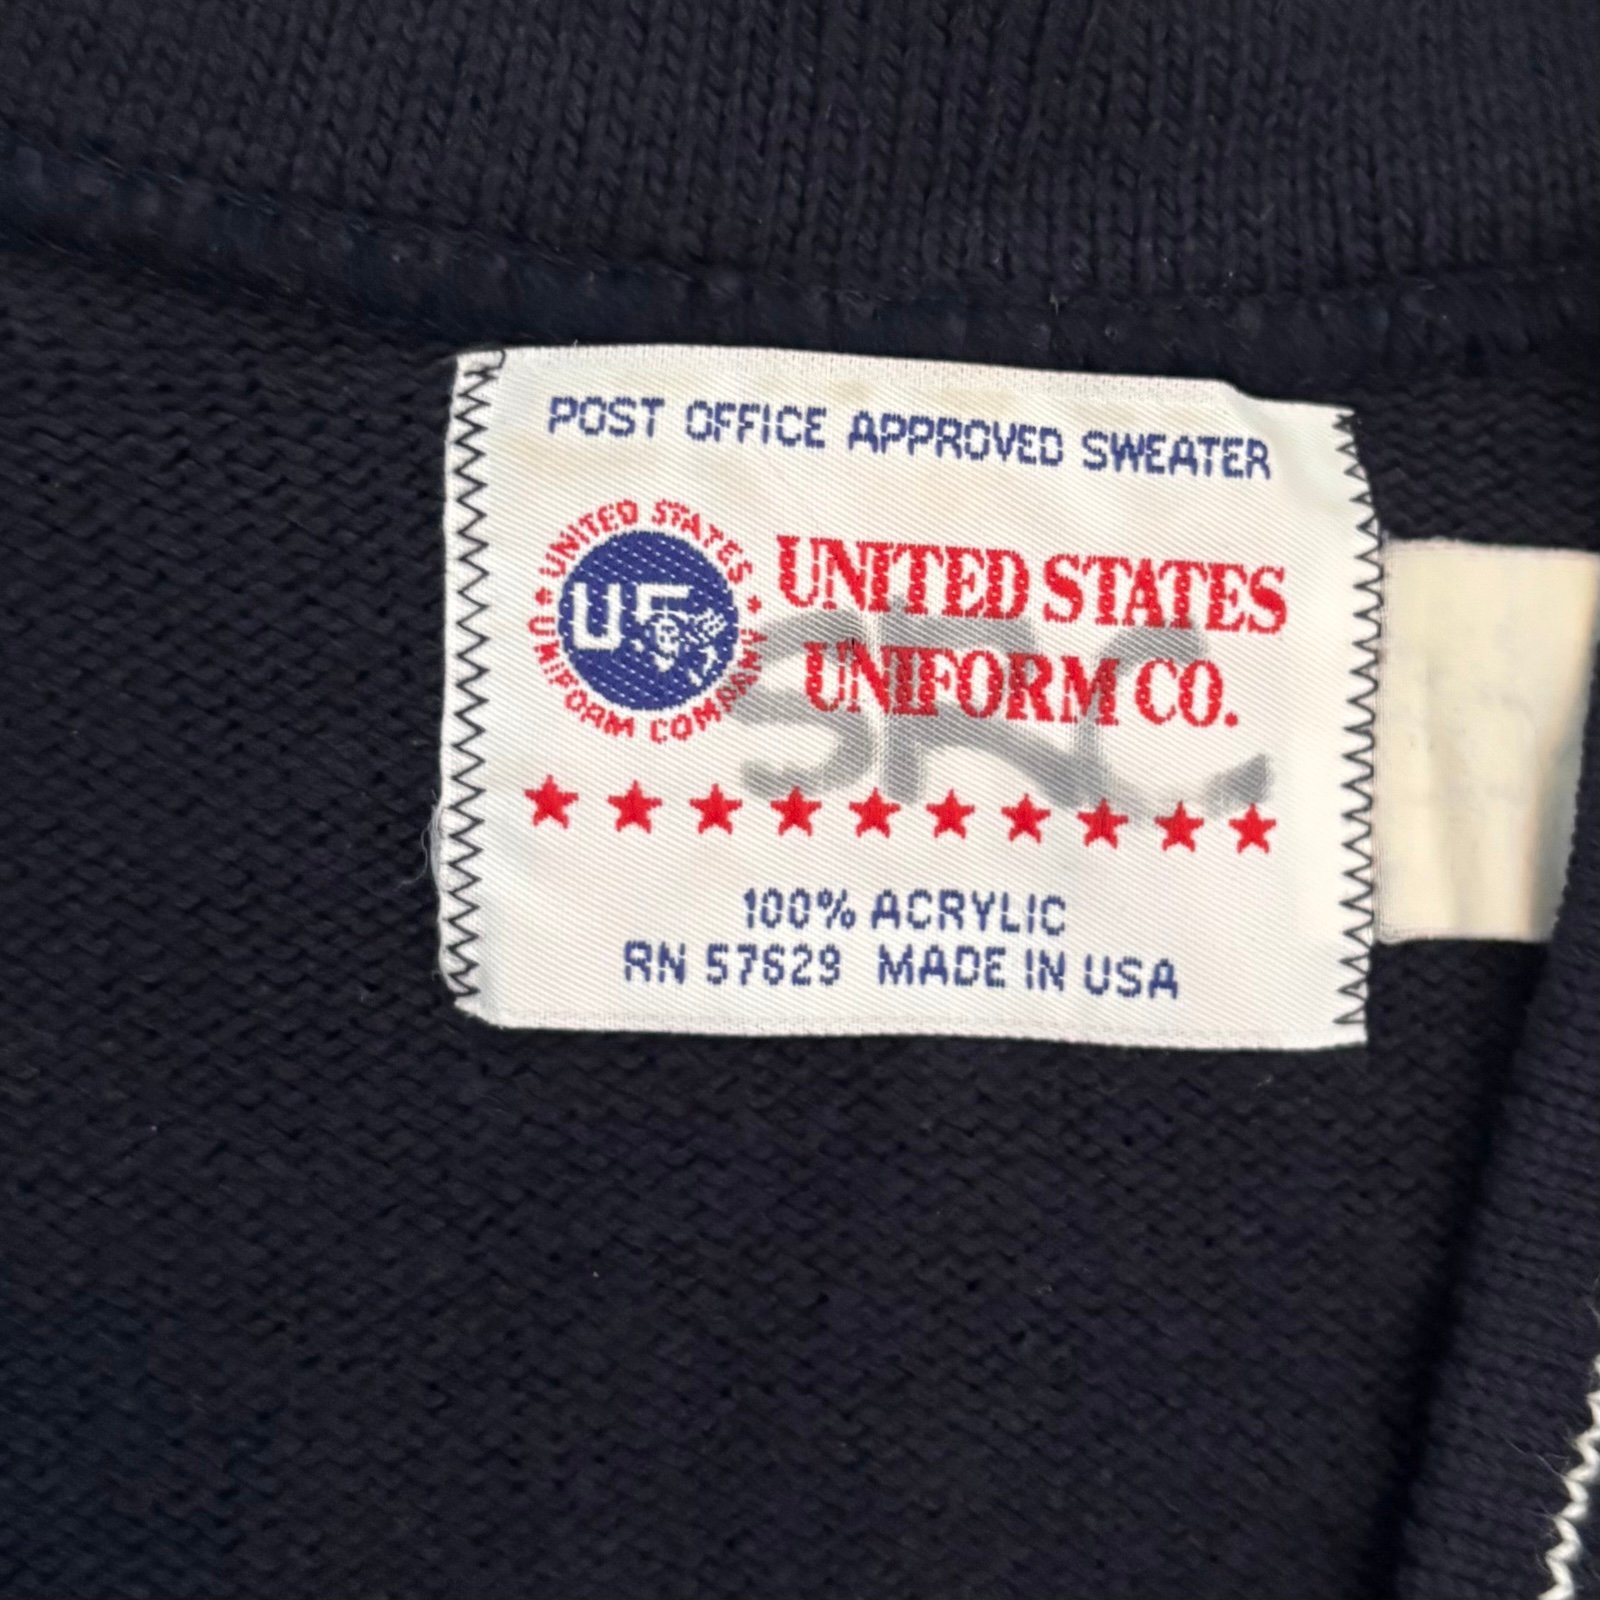 POST OFFICE APPROVED SWEATER
UNITED STATES
UNIFORM COMPANY
US
UNITED STATES
UNIFORM CO.
SRC
100% ACRYLIC
RN 57629 MADE IN USA